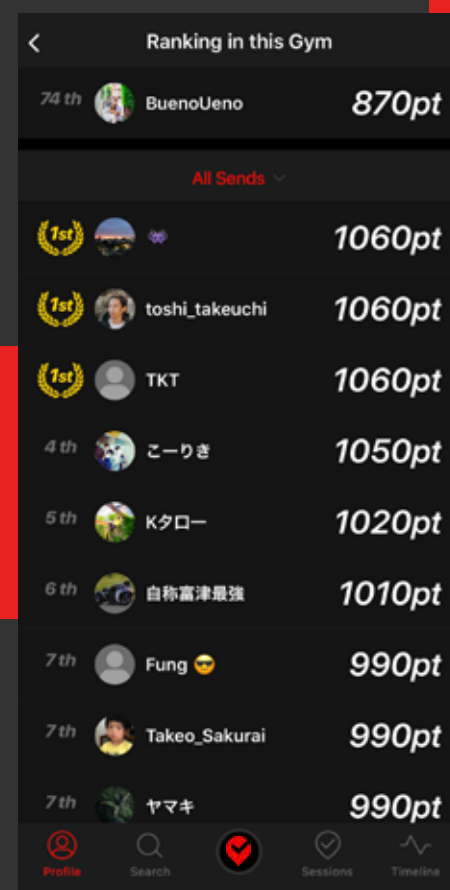 Ranking in this Gym
74 th BuenoUeno 870pt
All Sends
1st 👾 1060pt
1st toshi_takeuchi 1060pt
1st TKT 1060pt
4 th こーりき 1050pt
5 th Kタロー 1020pt
6 th 自称富津最強 1010pt
7 th Fung 😎 990pt
7 th Takeo_Sakurai 990pt
7 th ヤマキ 990pt
Profile Search Sessions Timeline